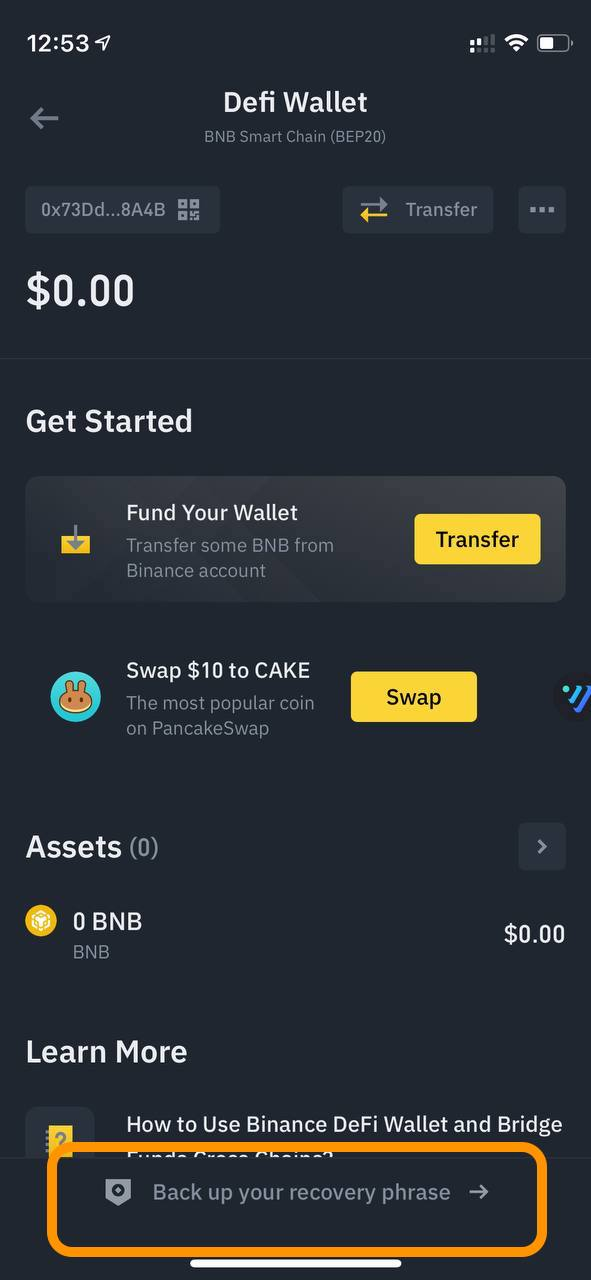 12:53
Defi Wallet
BNB Smart Chain (BEP20)
0x73Dd...8A4B
Transfer
$0.00
Get Started
Fund Your Wallet
Transfer some BNB from
Binance account
Transfer
Swap $10 to CAKE
The most popular coin
on PancakeSwap
Swap
Assets (0)
0 BNB
BNB
$0.00
Learn More
How to Use Binance DeFi Wallet and Bridge
Funds Cross Chains?
Back up your recovery phrase